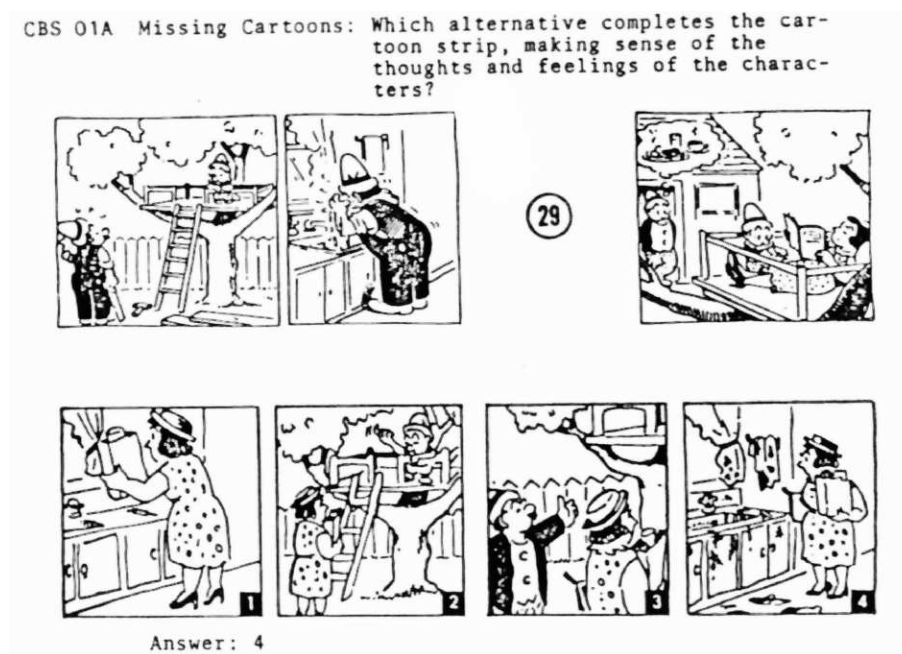 CBS 01A Missing Cartoons: Which alternative completes the car-
toon strip, making sense of the
thoughts and feelings of the charac-
ters?
29
1 2 3 4
Answer: 4